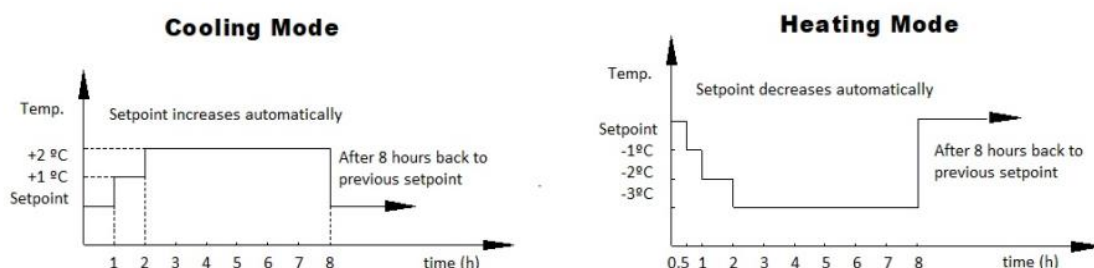 Cooling Mode
Temp.
Setpoint increases automatically
+2 ºC
+1 ºC
Setpoint
After 8 hours back to
previous setpoint
1 2 3 4 5 6 7 8 time (h)
Heating Mode
Temp.
Setpoint decreases automatically
Setpoint
-1ºC
-2ºC
-3ºC
After 8 hours back to
previous setpoint
0.5 1 2 3 4 5 6 7 8 time (h)